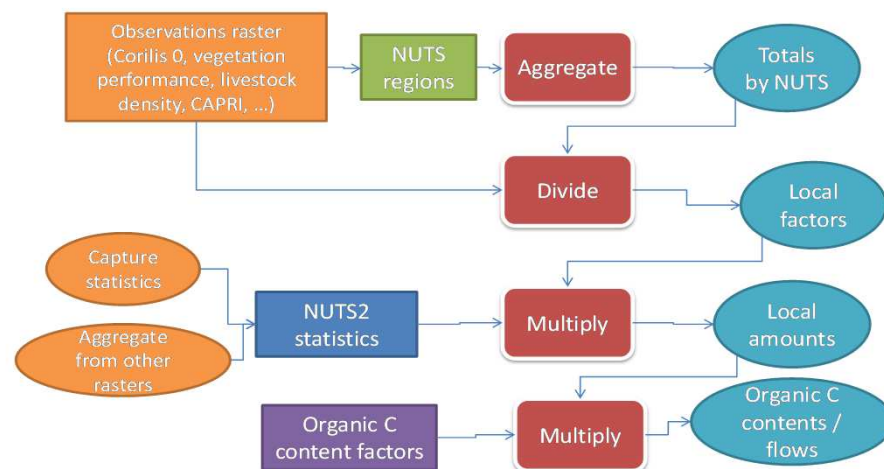 Observations raster
(Corilis 0, vegetation
performance, livestock
density, CAPRI, ...)
NUTS
regions
Aggregate
Totals
by NUTS
Divide
Local
factors
Capture
statistics
NUTS2
statistics
Multiply
Local
amounts
Aggregate
from other
rasters
Organic C
content factors
Multiply
Organic C
contents /
flows